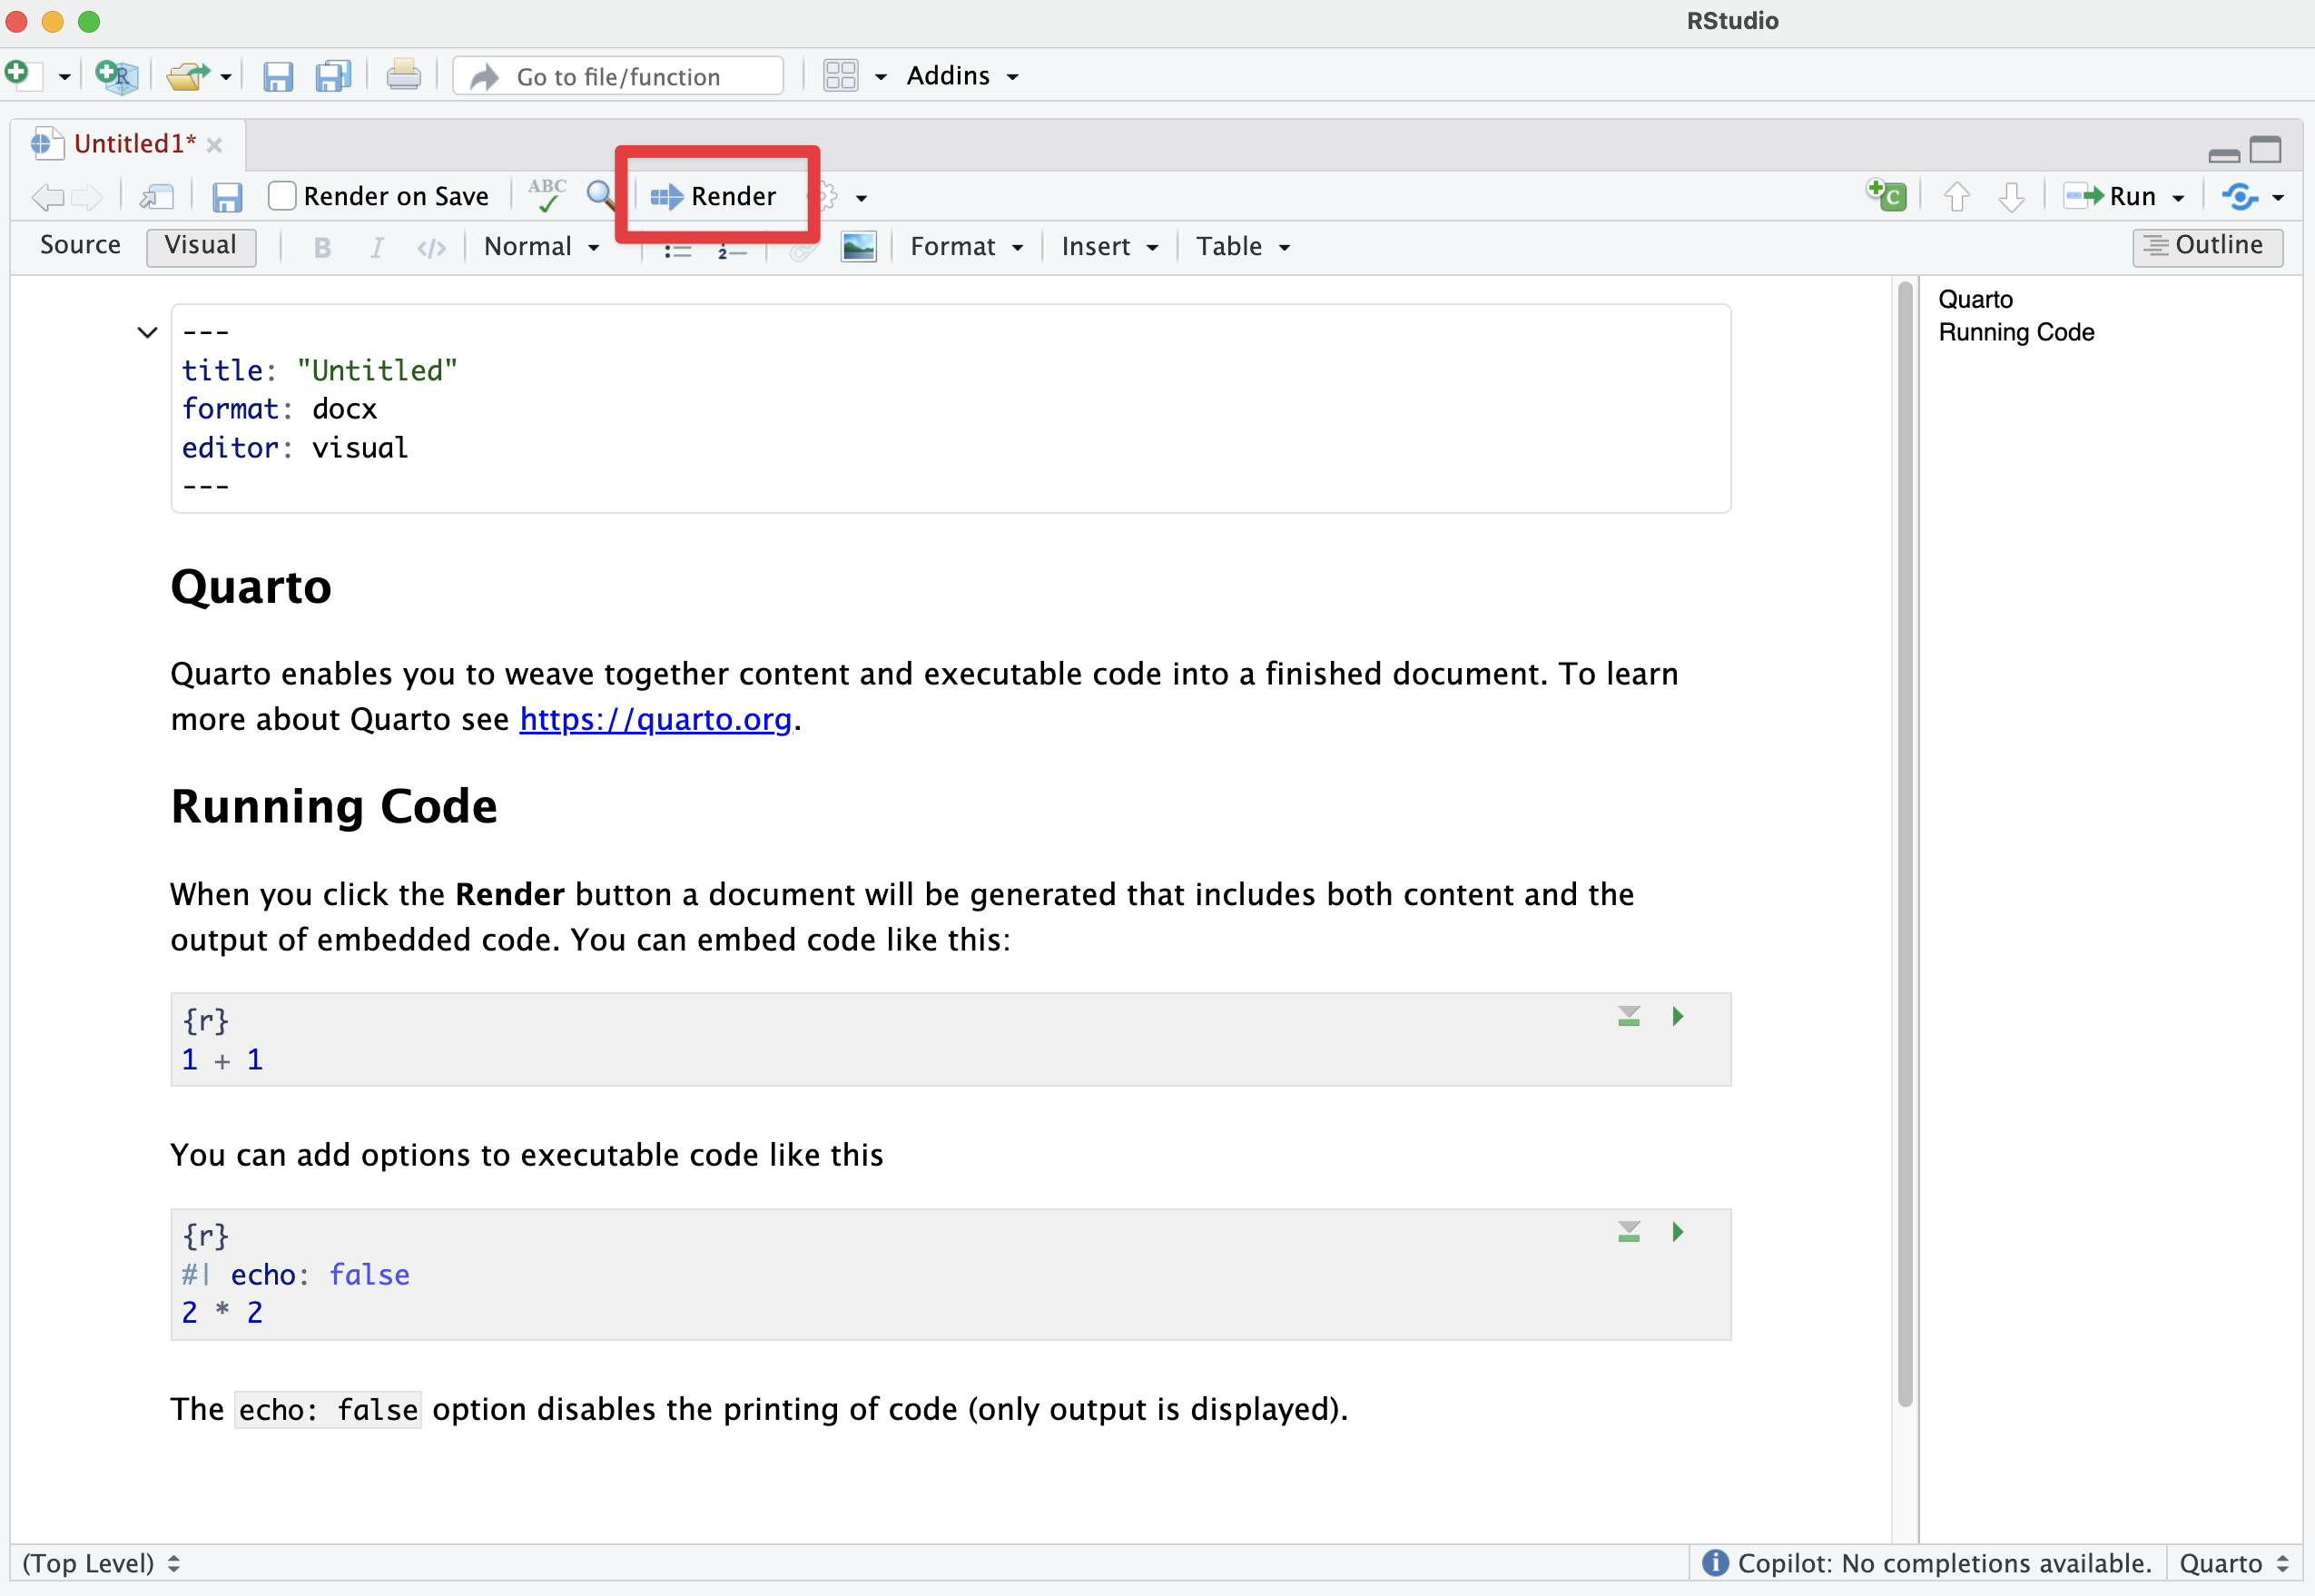 RStudio
Go to file/function
Addins
Untitled1*
Render on Save
ABC
Render
C
Run
Source
Visual
B
I
</>
Normal
Format
Insert
Table
Outline
---
title: "Untitled"
format: docx
editor: visual
---
Quarto
Running Code
Quarto
Quarto enables you to weave together content and executable code into a finished document. To learn
more about Quarto see https://quarto.org.
Running Code
When you click the Render button a document will be generated that includes both content and the
output of embedded code. You can embed code like this:
{r}
1 + 1
You can add options to executable code like this
{r}
#| echo: false
2 * 2
The echo: false option disables the printing of code (only output is displayed).
(Top Level)
Copilot: No completions available.
Quarto